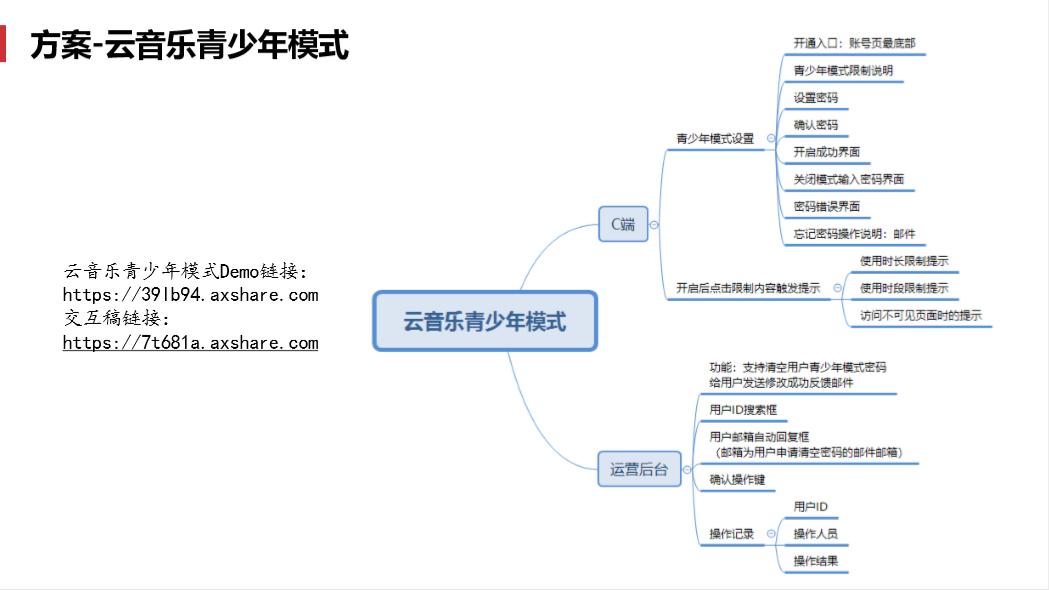 方案-云音乐青少年模式
云音乐青少年模式Demo链接：
https://39lb94.axshare.com
交互稿链接：
https://7t681a.axshare.com
云音乐青少年模式
C端
青少年模式设置
开通入口：账号页最底部
青少年模式限制说明
设置密码
确认密码
开启成功界面
关闭模式输入密码界面
密码错误界面
忘记密码操作说明：邮件
开启后点击限制内容触发提示
使用时长限制提示
使用时段限制提示
访问不可见页面时的提示
运营后台
功能：支持清空用户青少年模式密码
给用户发送修改成功反馈邮件
用户ID搜索框
用户邮箱自动回复框
（邮箱为用户申请清空密码的邮件邮箱）
确认操作键
操作记录
用户ID
操作人员
操作结果